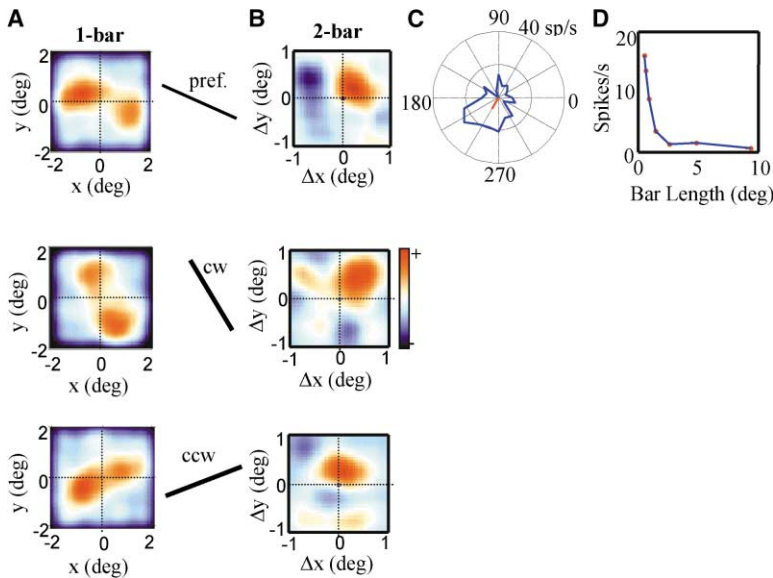 A
1-bar
B
2-bar
C
90
40 sp/s
180
0
270
D
20
Spikes/s
10
0
0
5
10
Bar Length (deg)
2
y (deg)
0
-2
-2
0
2
x (deg)
pref.
1
Δy (deg)
0
-1
-1
0
1
Δx (deg)
2
y (deg)
0
-2
-2
0
2
x (deg)
cw
1
Δy (deg)
0
-1
-1
0
1
Δx (deg)
+
-
2
y (deg)
0
-2
-2
0
2
x (deg)
ccw
1
Δy (deg)
0
-1
-1
0
1
Δx (deg)